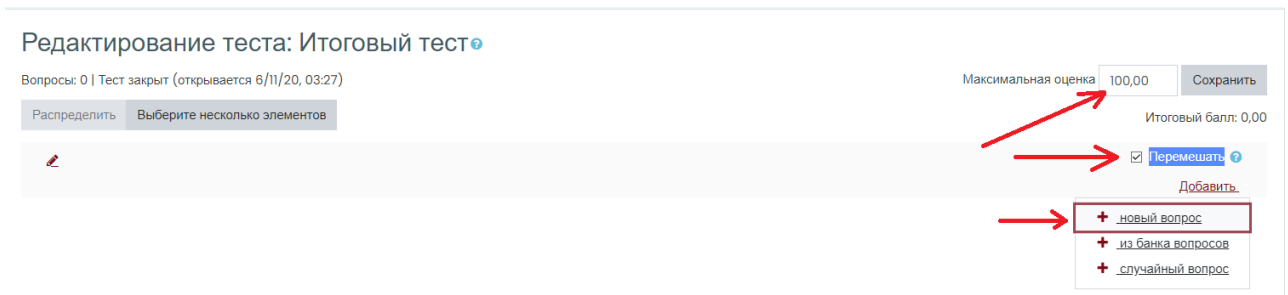 Редактирование теста: Итоговый тест
Вопросы: 0 | Тест закрыт (открывается 6/11/20, 03:27)
Максимальная оценка 100,00 Сохранить
Распределить Выберите несколько элементов
Итоговый балл: 0,00
Перемешать
Добавить
новый вопрос
из банка вопросов
случайный вопрос